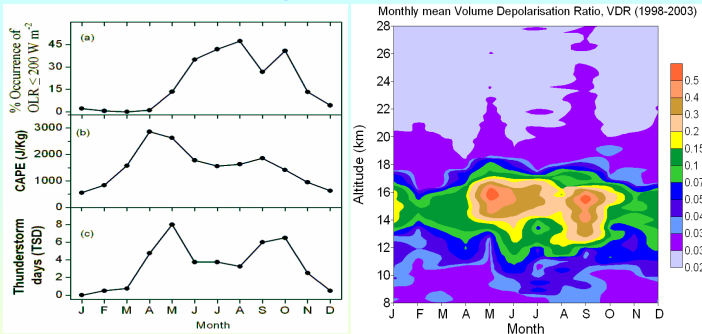 % Occurrence of
OLR ≤ 200 W m-2
45
30
15
0
(a)
CAPE (J/Kg)
3000
2000
1000
0
(b)
Thunderstorm
days (TSD)
8
6
4
2
0
(c)
J F M A M J J A S O N D
Month
Monthly mean Volume Depolarisation Ratio, VDR (1998-2003)
Altitude (km)
28
26
24
22
20
18
16
14
12
10
8
J F M A M J J A S O N D
Month
0.5
0.4
0.3
0.2
0.15
0.1
0.07
0.05
0.04
0.03
0.03
0.02